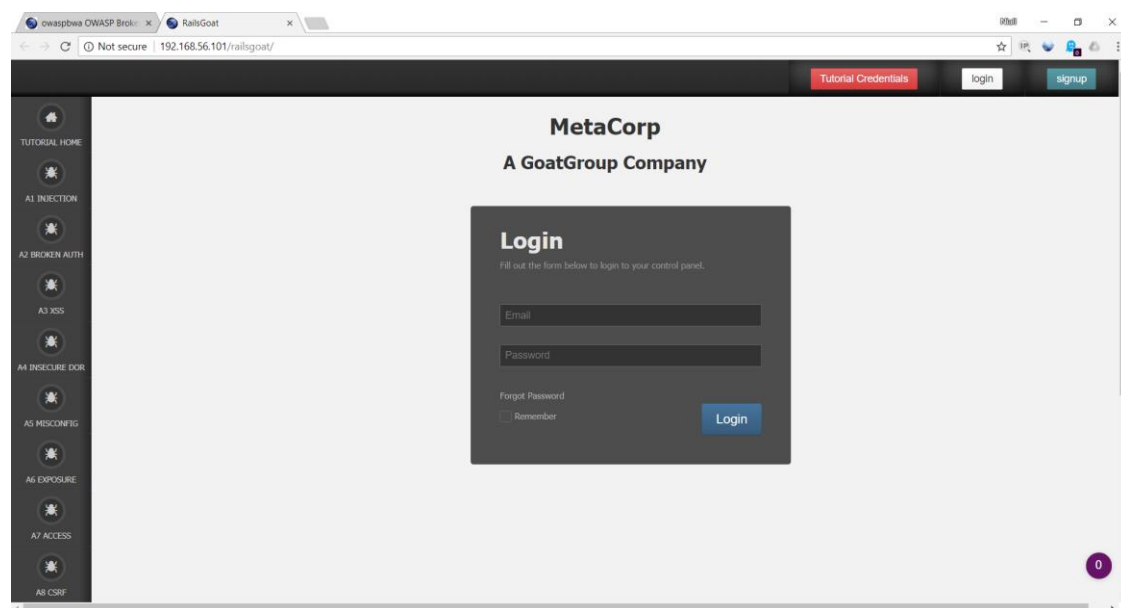 owaspbwa OWASP Broke
RailsGoat
Not secure | 192.168.56.101/railsgoat/
Tutorial Credentials
login
signup
TUTORIAL HOME
A1 INJECTION
A2 BROKEN AUTH
A3 XSS
A4 INSECURE DOR
A5 MISCONFIG
A6 EXPOSURE
A7 ACCESS
A8 CSRF
MetaCorp
A GoatGroup Company
Login
Fill out the form below to login to your control panel.
Email
Password
Forgot Password
Remember
Login
0